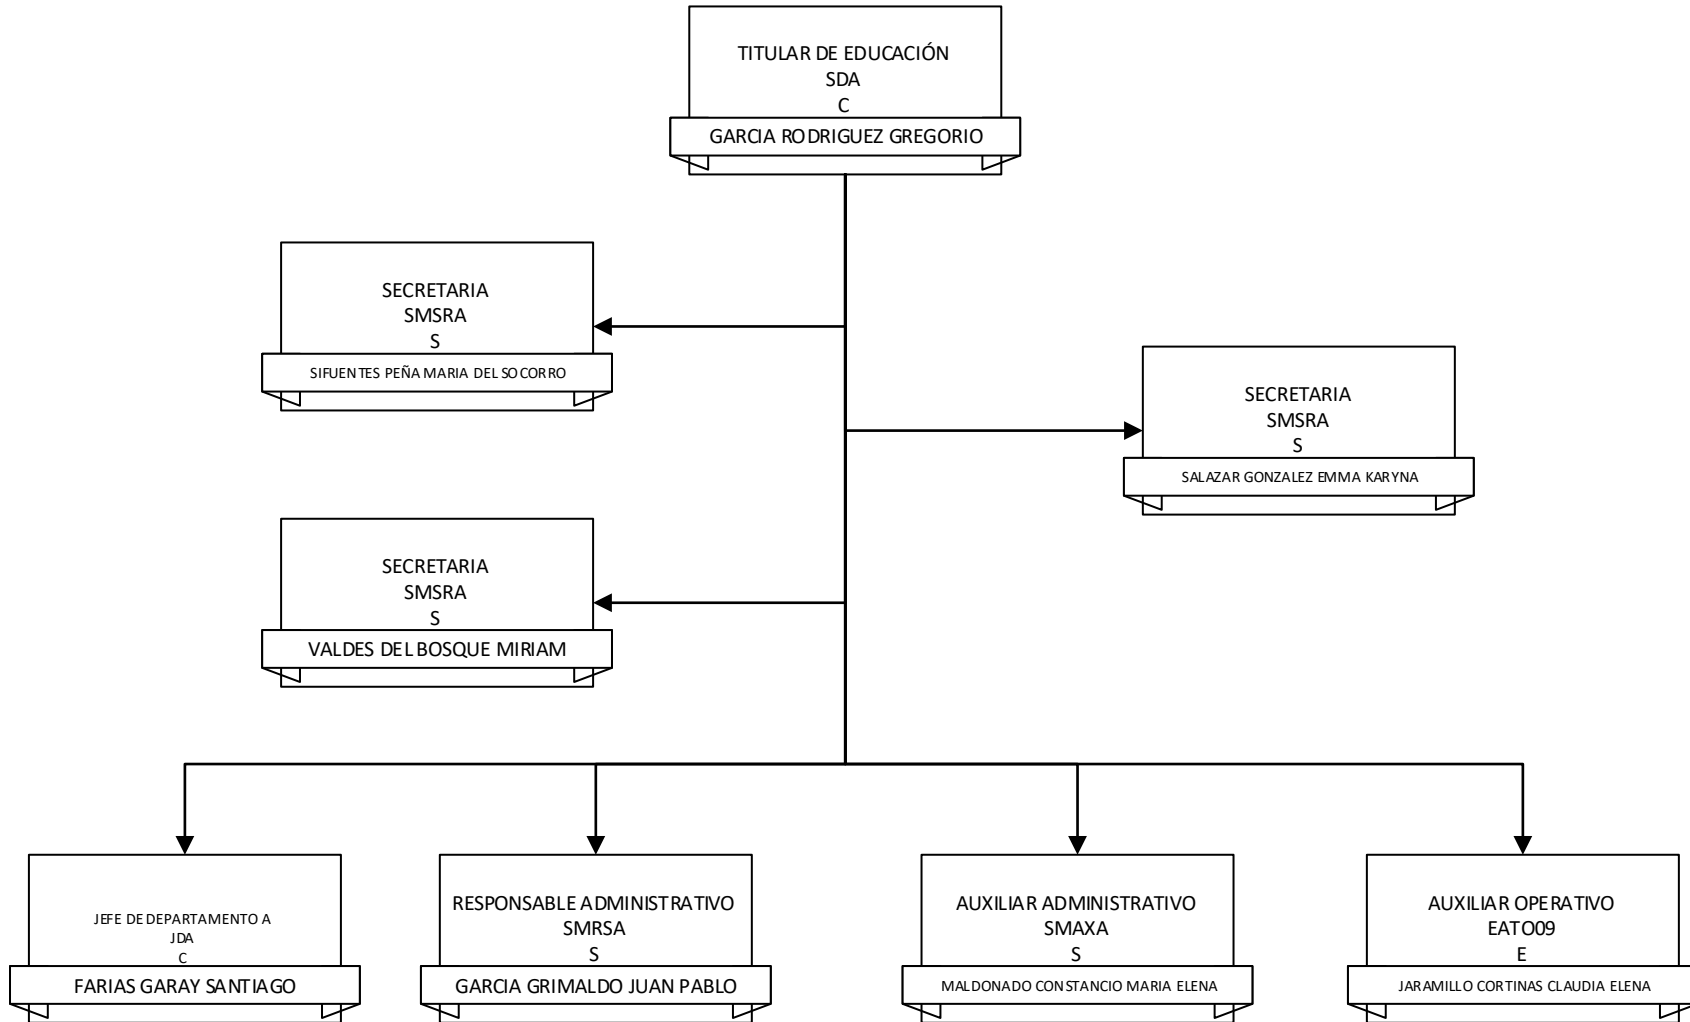 TITULAR DE EDUCACIÓN
SDA
C
GARCIA RODRIGUEZ GREGORIO
SECRETARIA
SMSRA
S
SIFUENTES PEÑA MARIA DEL SOCORRO
SECRETARIA
SMSRA
S
SALAZAR GONZALEZ EMMA KARYNA
SECRETARIA
SMSRA
S
VALDES DEL BOSQUE MIRIAM
JEFE DE DEPARTAMENTO A
JDA
C
FARIAS GARAY SANTIAGO
RESPONSABLE ADMINISTRATIVO
SMRSA
S
GARCIA GRIMALDO JUAN PABLO
AUXILIAR ADMINISTRATIVO
SMAXA
S
MALDONADO CONSTANCIO MARIA ELENA
AUXILIAR OPERATIVO
EATO09
E
JARAMILLO CORTINAS CLAUDIA ELENA